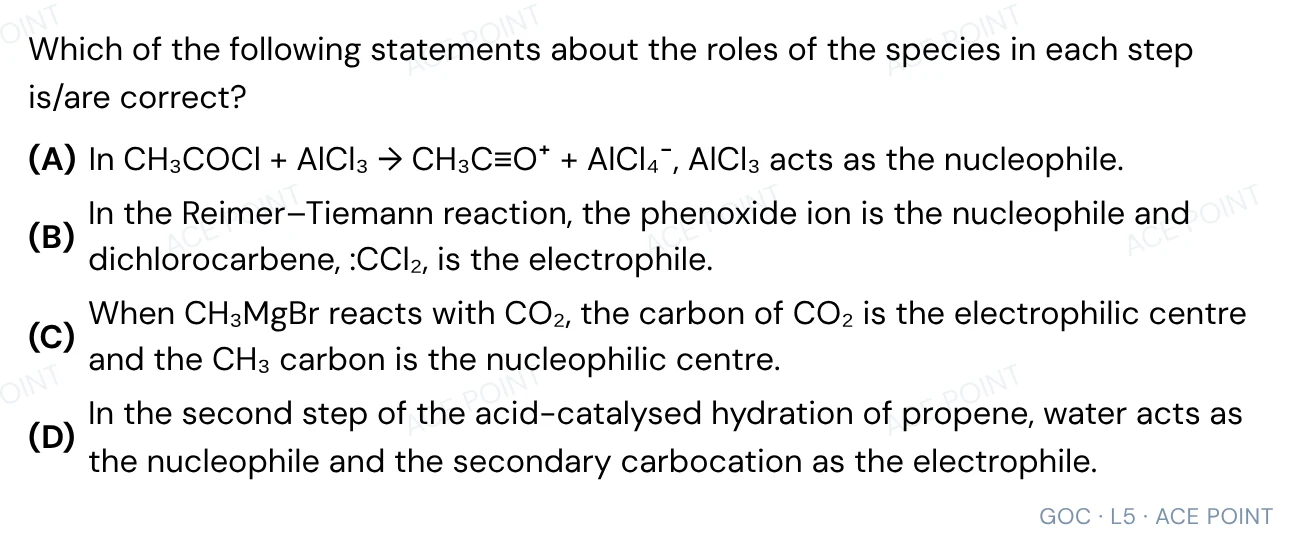 Which of the following statements about the roles of the species in each step
is/are correct?
(A) In CH₃COCl + AlCl₃ → CH₃C≡O⁺ + AlCl₄⁻, AlCl₃ acts as the nucleophile.
(B) In the Reimer–Tiemann reaction, the phenoxide ion is the nucleophile and
dichlorocarbene, :CCl₂, is the electrophile.
(C) When CH₃MgBr reacts with CO₂, the carbon of CO₂ is the electrophilic centre
and the CH₃ carbon is the nucleophilic centre.
(D) In the second step of the acid-catalysed hydration of propene, water acts as
the nucleophile and the secondary carbocation as the electrophile.
GOC · L5 · ACE POINT